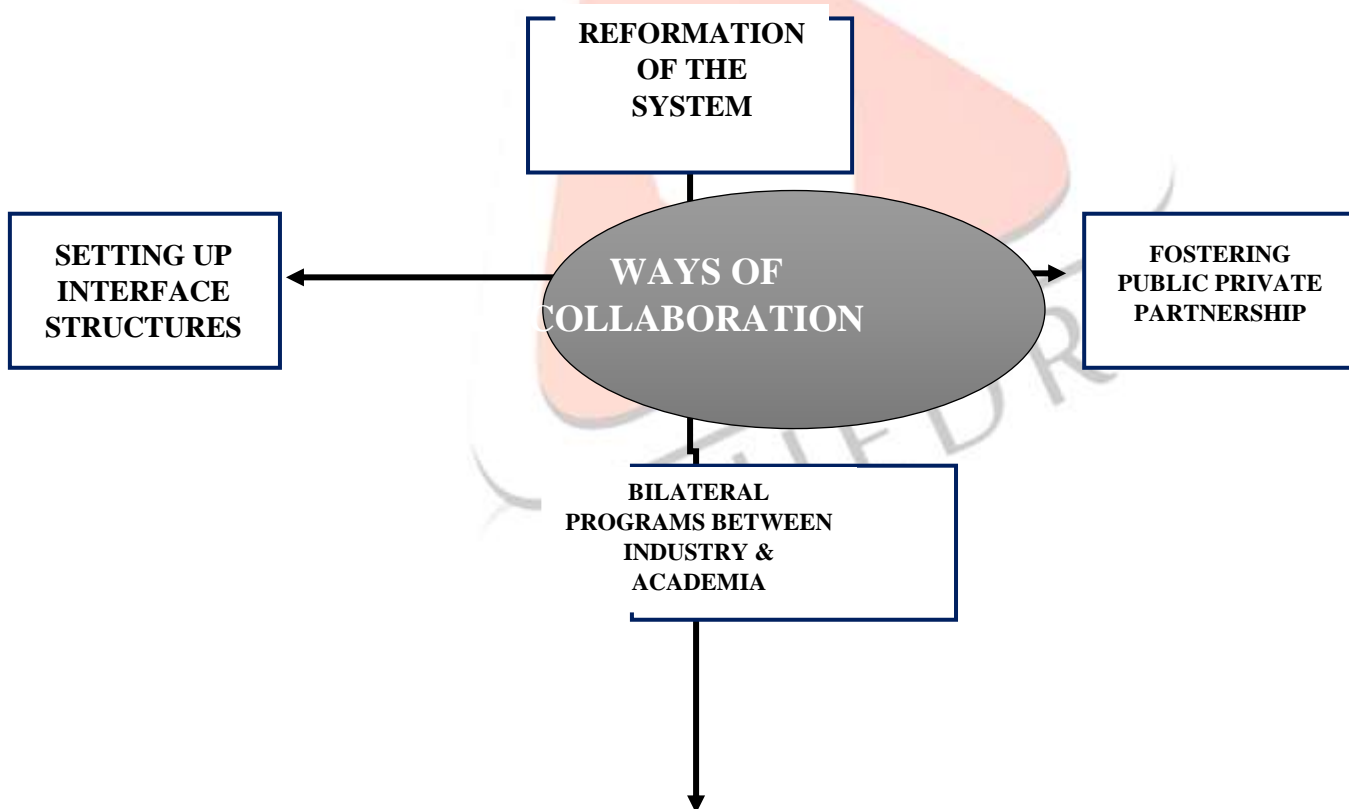 REFORMATION
OF THE
SYSTEM
SETTING UP
INTERFACE
STRUCTURES
WAYS OF
COLLABORATION
FOSTERING
PUBLIC PRIVATE
PARTNERSHIP
BILATERAL
PROGRAMS BETWEEN
INDUSTRY &
ACADEMIA